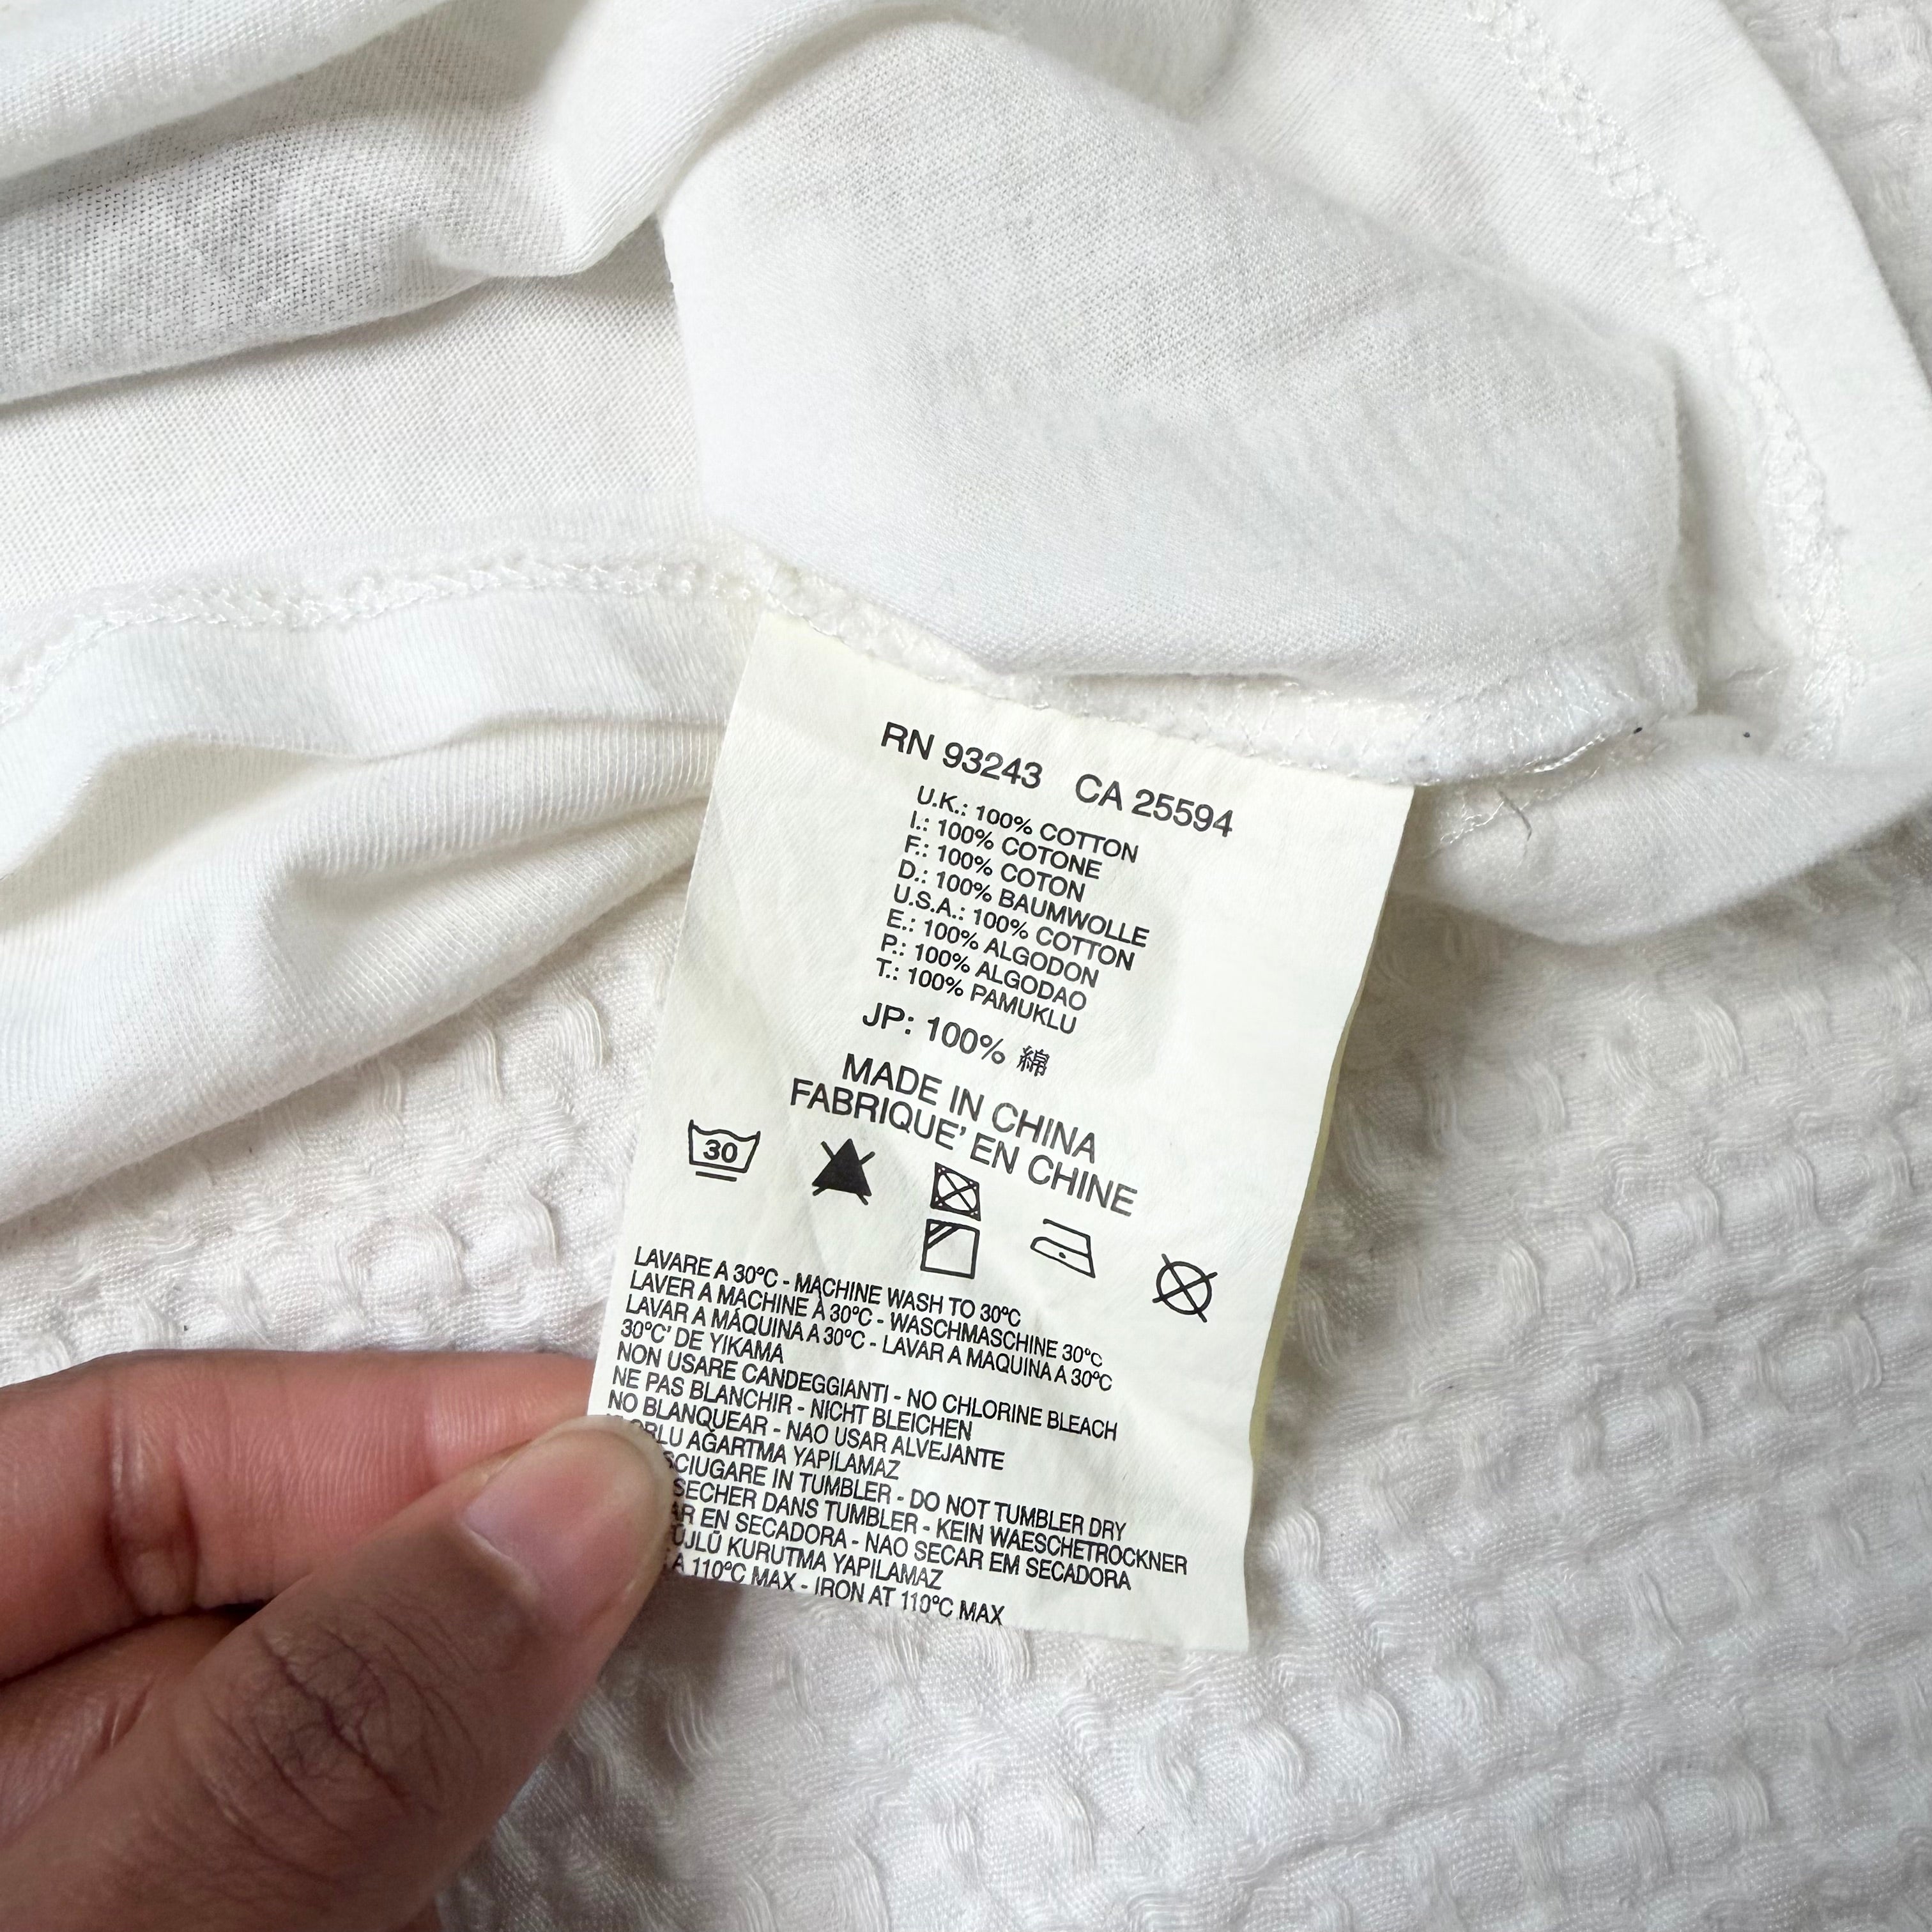 RN 93243 CA 25594
U.K.: 100% COTTON
I.: 100% COTONE
F.: 100% COTON
D.: 100% BAUMWOLLE
U.S.A.: 100% COTTON
E.: 100% ALGODON
P.: 100% ALGODAO
T.: 100% PAMUKLU
JP: 100% 綿
MADE IN CHINA
FABRIQUE' EN CHINE
30
LAVARE A 30°C - MACHINE WASH TO 30°C
LAVER A MACHINE À 30°C - WASCHMASCHINE 30°C
LAVAR A MÁQUINA A 30°C - LAVAR A MAQUINA A 30°C
30°C' DE YIKAMA
NON USARE CANDEGGIANTI - NO CHLORINE BLEACH
NE PAS BLANCHIR - NICHT BLEICHEN
NO BLANQUEAR - NAO USAR ALVEJANTE
AĞARTMA YAPILAMAZ
IN TUMBLER - DO NOT TUMBLER DRY
SECHER DANS TUMBLER - KEIN WAESCHETROCKNER
EN SECADORA - NAO SECAR EM SECADORA
KURUTMA YAPILAMAZ
A 110°C MAX - IRON AT 110°C MAX